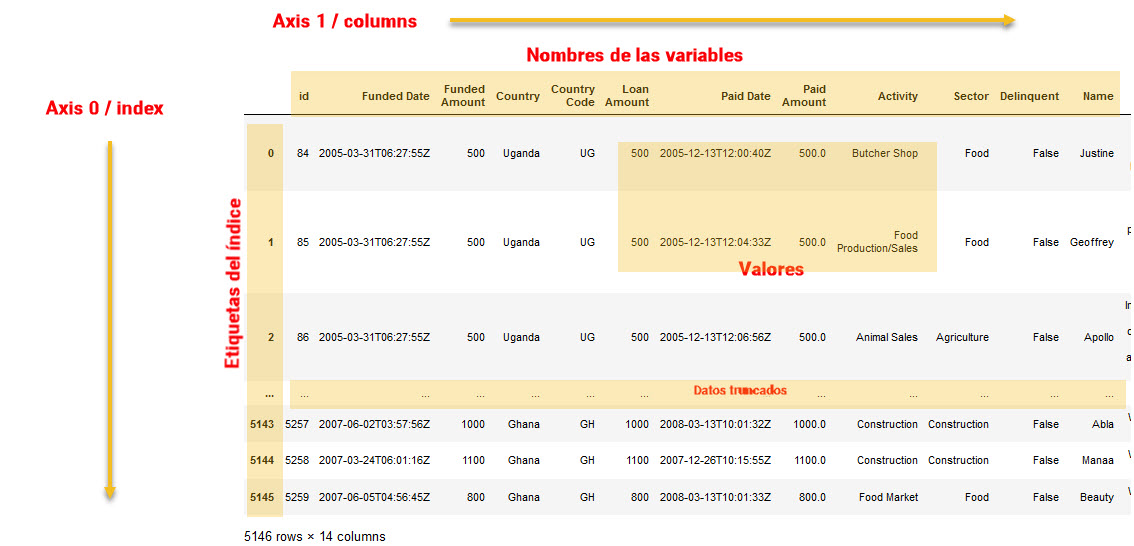 Axis 1 / columns
Nombres de las variables
Axis 0 / index
id Funded Date Funded Amount Country Country Code Loan Amount Paid Date Paid Amount Activity Sector Delinquent Name
0 84 2005-03-31T06:27:55Z 500 Uganda UG 500 2005-12-13T12:00:40Z 500.0 Butcher Shop Food False Justine
Etiquetas del índice
1 85 2005-03-31T06:27:55Z 500 Uganda UG 500 2005-12-13T12:04:33Z 500.0 Food Production/Sales Food False Geoffrey
Valores
2 86 2005-03-31T06:27:55Z 500 Uganda UG 500 2005-12-13T12:06:56Z 500.0 Animal Sales Agriculture False Apollo
Datos truncados
... ... ... ... ... ... ... ... ... ... ... ...
5143 5257 2007-06-02T03:57:56Z 1000 Ghana GH 1000 2008-03-13T10:01:32Z 1000.0 Construction Construction False Abla
5144 5258 2007-03-24T06:01:16Z 1100 Ghana GH 1100 2007-12-26T10:15:55Z 1100.0 Construction Construction False Manaa
5145 5259 2007-06-05T04:56:45Z 800 Ghana GH 800 2008-03-13T10:01:33Z 800.0 Food Market Food False Beauty
5146 rows × 14 columns